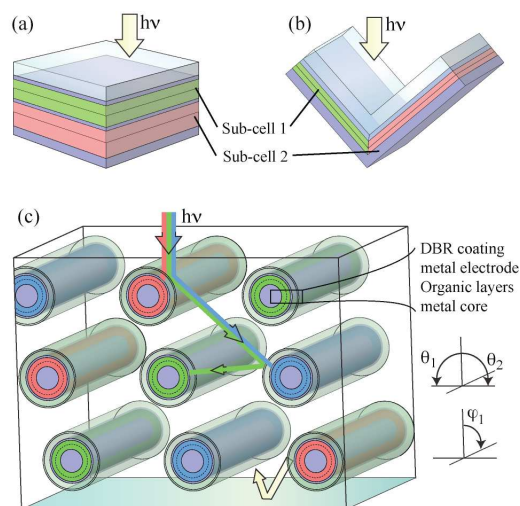 (a)
hν
(b)
hν
Sub-cell 1
Sub-cell 2
(c)
hν
DBR coating
metal electrode
Organic layers
metal core
θ1
θ2
φ1